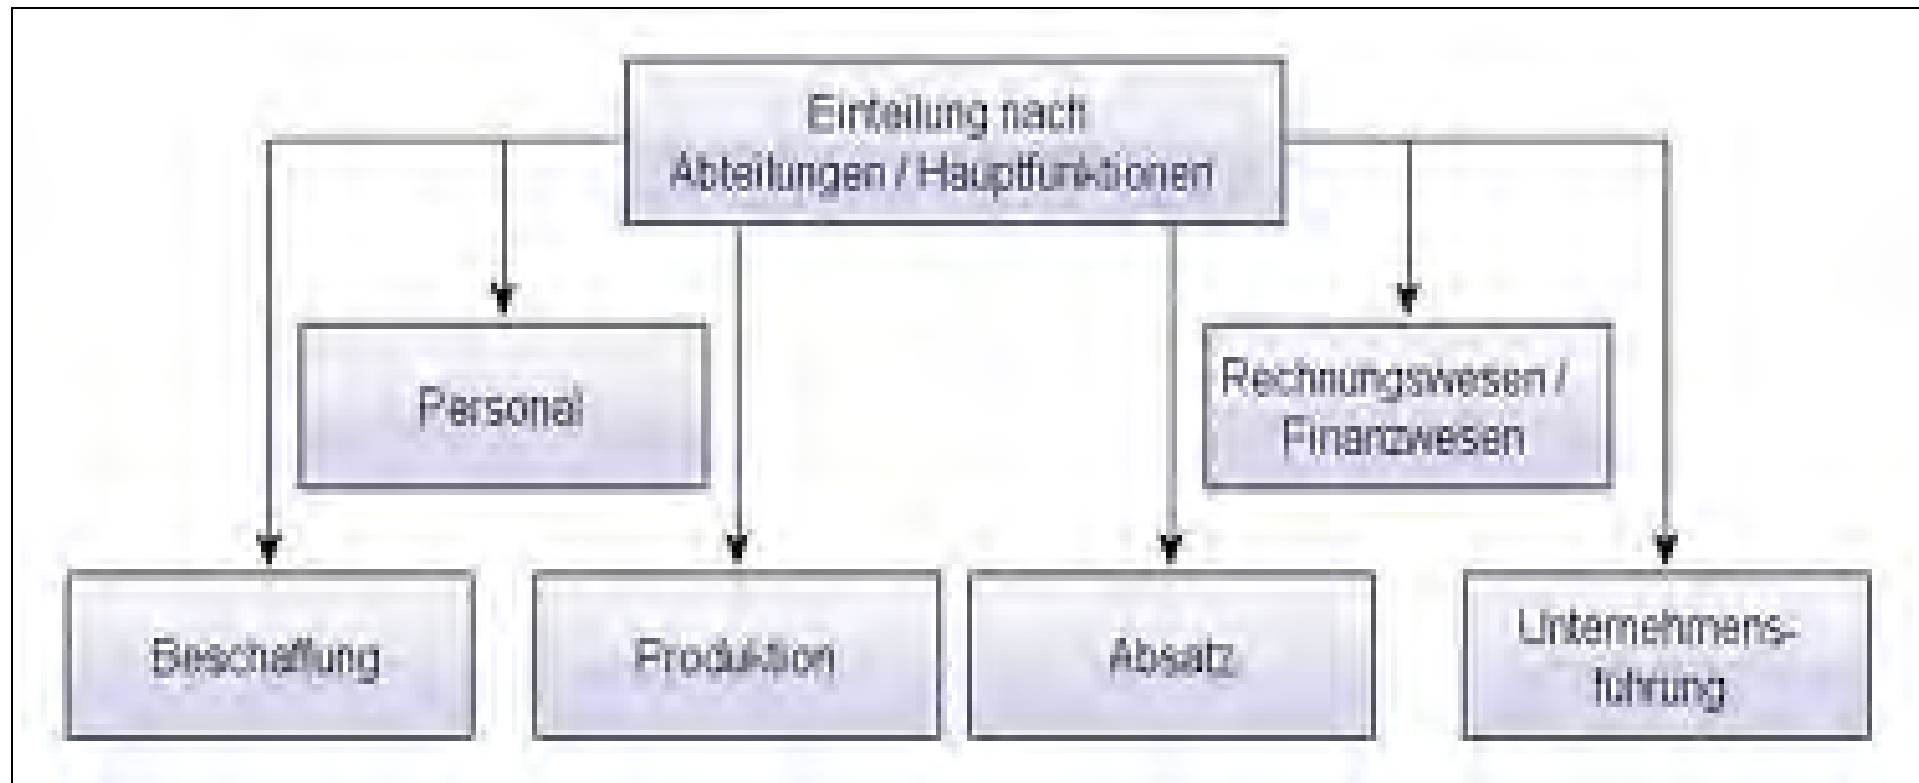 Einteilung nach
Abteilungen / Hauptfunktionen
Personal
Rechnungswesen /
Finanzwesen
Beschaffung
Produktion
Absatz
Unternehmens-
führung